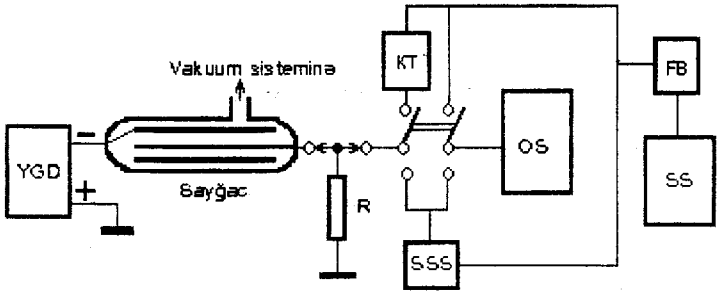 Vakuum sisteminə
KT
FB
YGD
−
+
Sayğac
R
OS
SS
SSS